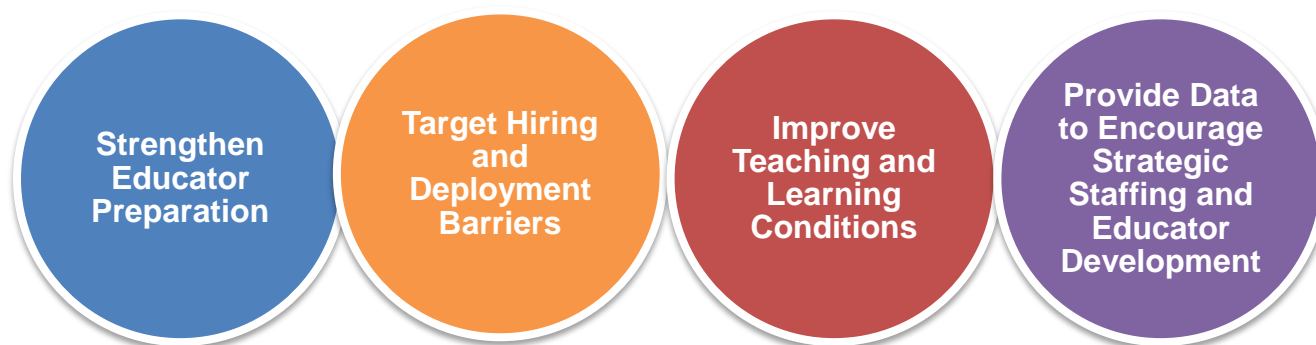 Strengthen
Educator
Preparation
Target Hiring
and
Deployment
Barriers
Improve
Teaching and
Learning
Conditions
Provide Data
to Encourage
Strategic
Staffing and
Educator
Development